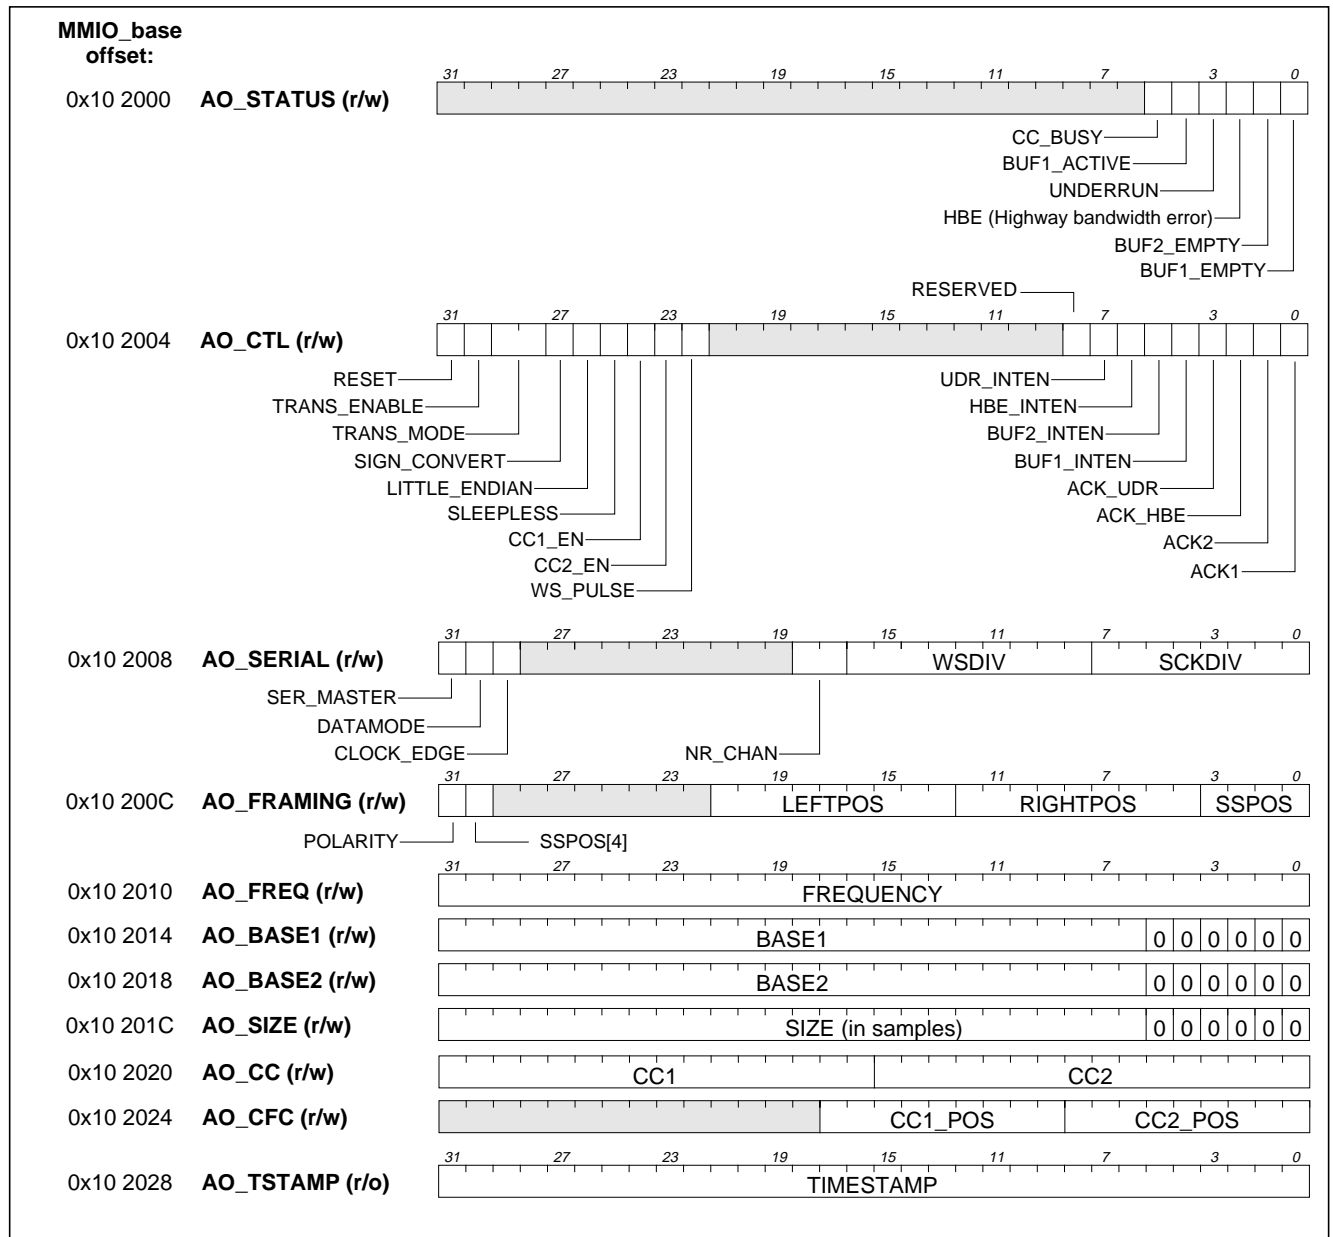 MMIO_base
offset:
31 27 23 19 15 11 7 3 0
0x10 2000 AO_STATUS (r/w)
CC_BUSY
BUF1_ACTIVE
UNDERRUN
HBE (Highway bandwidth error)
BUF2_EMPTY
BUF1_EMPTY
RESERVED
31 27 23 19 15 11 7 3 0
0x10 2004 AO_CTL (r/w)
RESET UDR_INTEN
TRANS_ENABLE HBE_INTEN
TRANS_MODE BUF2_INTEN
SIGN_CONVERT BUF1_INTEN
LITTLE_ENDIAN ACK_UDR
SLEEPLESS ACK_HBE
CC1_EN ACK2
CC2_EN ACK1
WS_PULSE
31 27 23 19 15 11 7 3 0
0x10 2008 AO_SERIAL (r/w) WSDIV SCKDIV
SER_MASTER
DATAMODE
CLOCK_EDGE NR_CHAN
31 27 23 19 15 11 7 3 0
0x10 200C AO_FRAMING (r/w) LEFTPOS RIGHTPOS SSPOS
POLARITY SSPOS[4]
31 27 23 19 15 11 7 3 0
0x10 2010 AO_FREQ (r/w) FREQUENCY
0x10 2014 AO_BASE1 (r/w) BASE1 0 0 0 0 0 0
0x10 2018 AO_BASE2 (r/w) BASE2 0 0 0 0 0 0
0x10 201C AO_SIZE (r/w) SIZE (in samples) 0 0 0 0 0 0
0x10 2020 AO_CC (r/w) CC1 CC2
0x10 2024 AO_CFC (r/w) CC1_POS CC2_POS
31 27 23 19 15 11 7 3 0
0x10 2028 AO_TSTAMP (r/o) TIMESTAMP